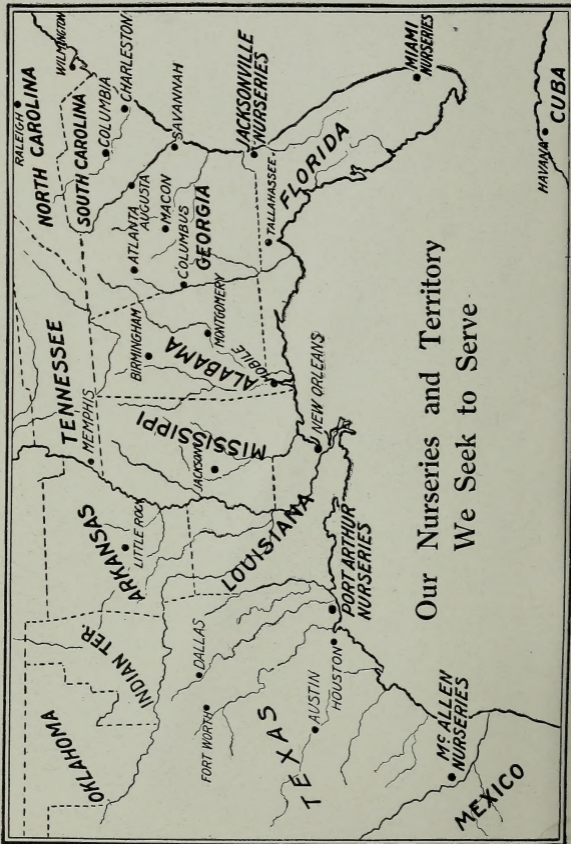 RALEIGH
NORTH CAROLINA
WILMINGTON
SOUTH CAROLINA
COLUMBIA
CHARLESTON
TENNESSEE
MEMPHIS
ATLANTA
AUGUSTA
SAVANNAH
MACON
COLUMBUS
GEORGIA
BIRMINGHAM
MONTGOMERY
ALABAMA
MOBILE
MISSISSIPPI
JACKSON
ARKANSAS
LITTLE ROCK
OKLAHOMA
INDIAN TER.
DALLAS
FORT WORTH
LOUISIANA
NEW ORLEANS
JACKSONVILLE
NURSERIES
TALLAHASSEE
FLORIDA
TEXAS
AUSTIN
HOUSTON
PORT ARTHUR
NURSERIES
MIAMI
NURSERIES
McALLEN
NURSERIES
MEXICO
Our Nurseries and Territory
We Seek to Serve
HAVANA
CUBA